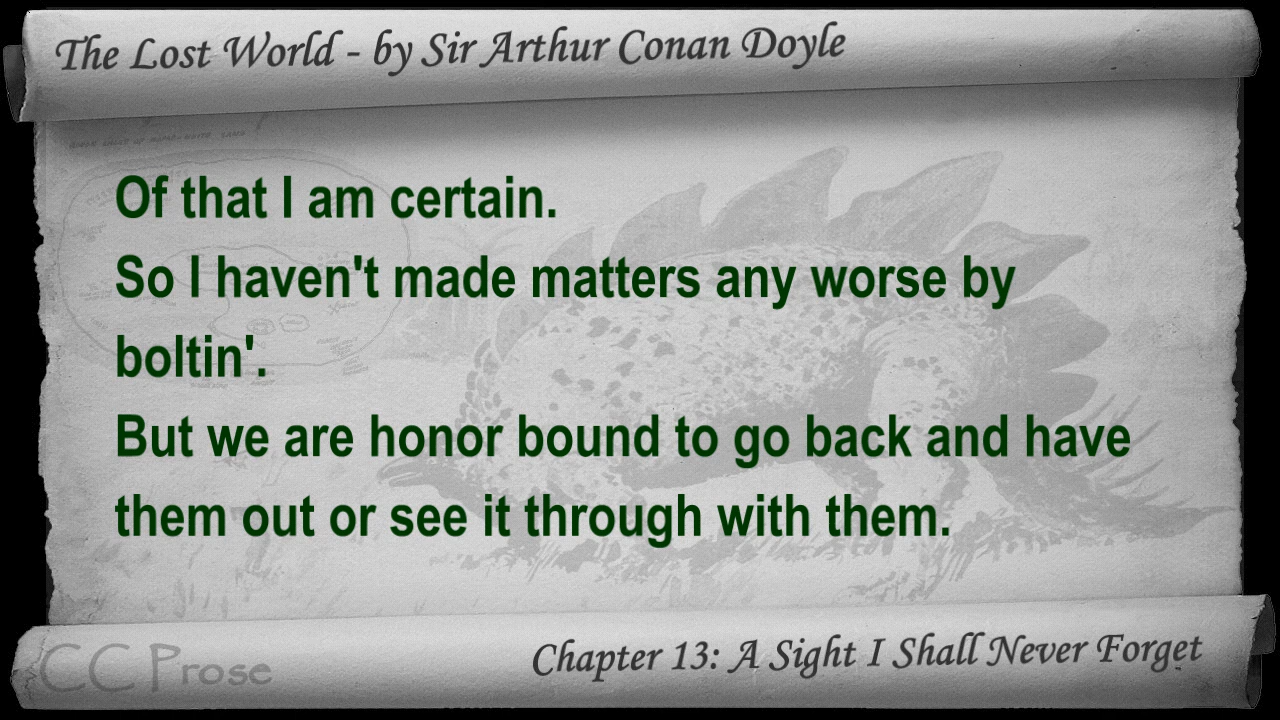 The Lost World - by Sir Arthur Conan Doyle
Of that I am certain.
So I haven't made matters any worse by
boltin'.
But we are honor bound to go back and have
them out or see it through with them.
CC Prose
Chapter 13: A Sight I Shall Never Forget